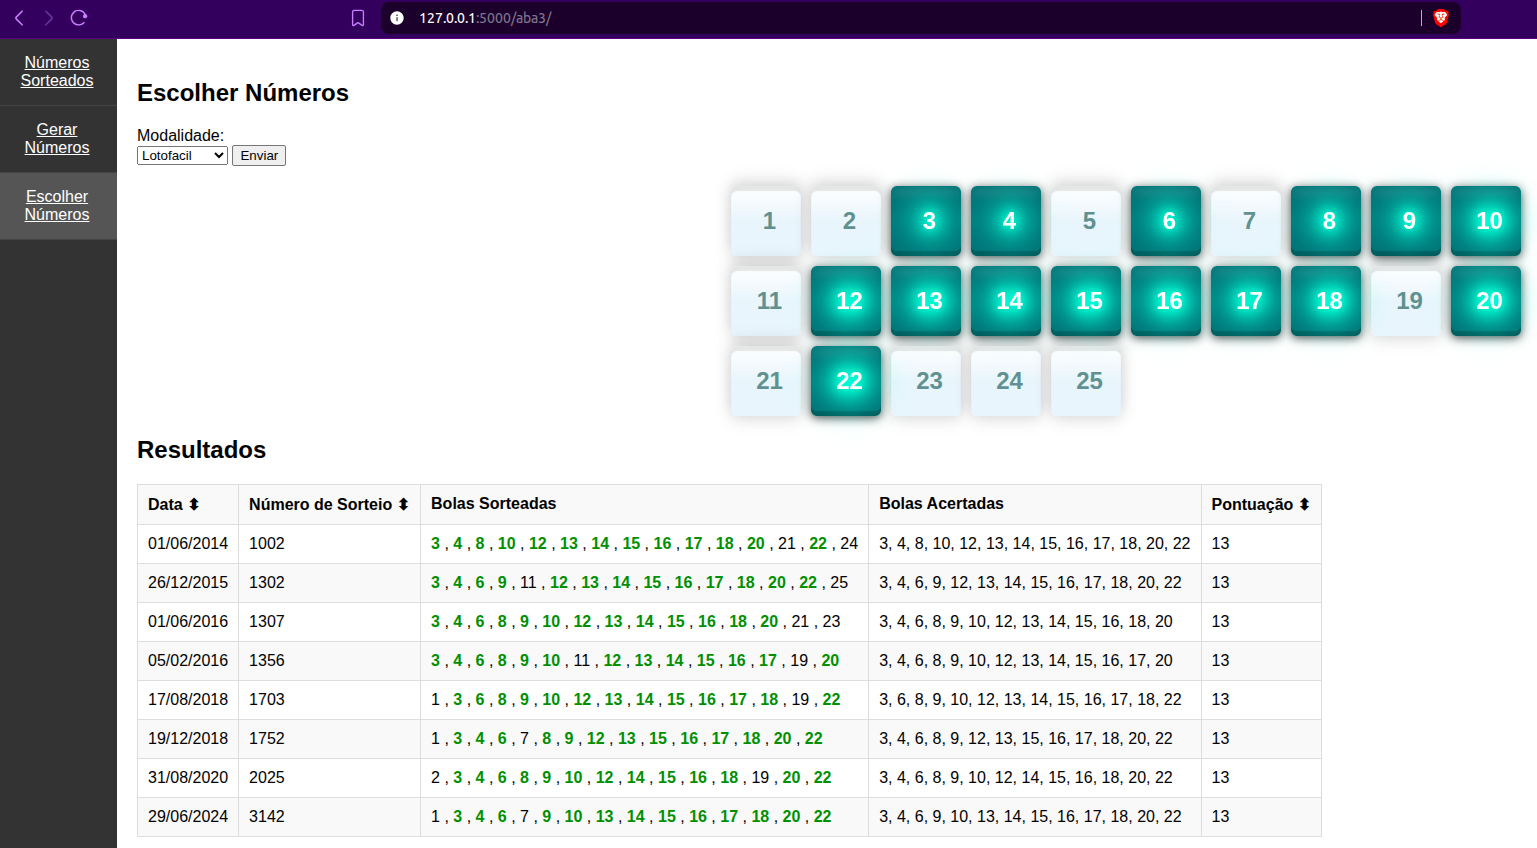 127.0.0.1:5000/aba3/
Números
Sorteados
Gerar
Números
Escolher
Números
Escolher Números
Modalidade:
Lotofacil Enviar
1 2 3 4 5 6 7 8 9 10
11 12 13 14 15 16 17 18 19 20
21 22 23 24 25
Resultados
Data ⬍ Número de Sorteio ⬍ Bolas Sorteadas Bolas Acertadas Pontuação ⬍
01/06/2014 1002 3 , 4 , 8 , 10 , 12 , 13 , 14 , 15 , 16 , 17 , 18 , 20 , 21 , 22 , 24 3, 4, 8, 10, 12, 13, 14, 15, 16, 17, 18, 20, 22 13
26/12/2015 1302 3 , 4 , 6 , 9 , 11 , 12 , 13 , 14 , 15 , 16 , 17 , 18 , 20 , 22 , 25 3, 4, 6, 9, 12, 13, 14, 15, 16, 17, 18, 20, 22 13
01/06/2016 1307 3 , 4 , 6 , 8 , 9 , 10 , 12 , 13 , 14 , 15 , 16 , 18 , 20 , 21 , 23 3, 4, 6, 8, 9, 10, 12, 13, 14, 15, 16, 18, 20 13
05/02/2016 1356 3 , 4 , 6 , 8 , 9 , 10 , 11 , 12 , 13 , 14 , 15 , 16 , 17 , 19 , 20 3, 4, 6, 8, 9, 10, 12, 13, 14, 15, 16, 17, 20 13
17/08/2018 1703 1 , 3 , 6 , 8 , 9 , 10 , 12 , 13 , 14 , 15 , 16 , 17 , 18 , 19 , 22 3, 6, 8, 9, 10, 12, 13, 14, 15, 16, 17, 18, 22 13
19/12/2018 1752 1 , 3 , 4 , 6 , 7 , 8 , 9 , 12 , 13 , 15 , 16 , 17 , 18 , 20 , 22 3, 4, 6, 8, 9, 12, 13, 15, 16, 17, 18, 20, 22 13
31/08/2020 2025 2 , 3 , 4 , 6 , 8 , 9 , 10 , 12 , 14 , 15 , 16 , 18 , 19 , 20 , 22 3, 4, 6, 8, 9, 10, 12, 14, 15, 16, 18, 20, 22 13
29/06/2024 3142 1 , 3 , 4 , 6 , 7 , 9 , 10 , 13 , 14 , 15 , 16 , 17 , 18 , 20 , 22 3, 4, 6, 9, 10, 13, 14, 15, 16, 17, 18, 20, 22 13